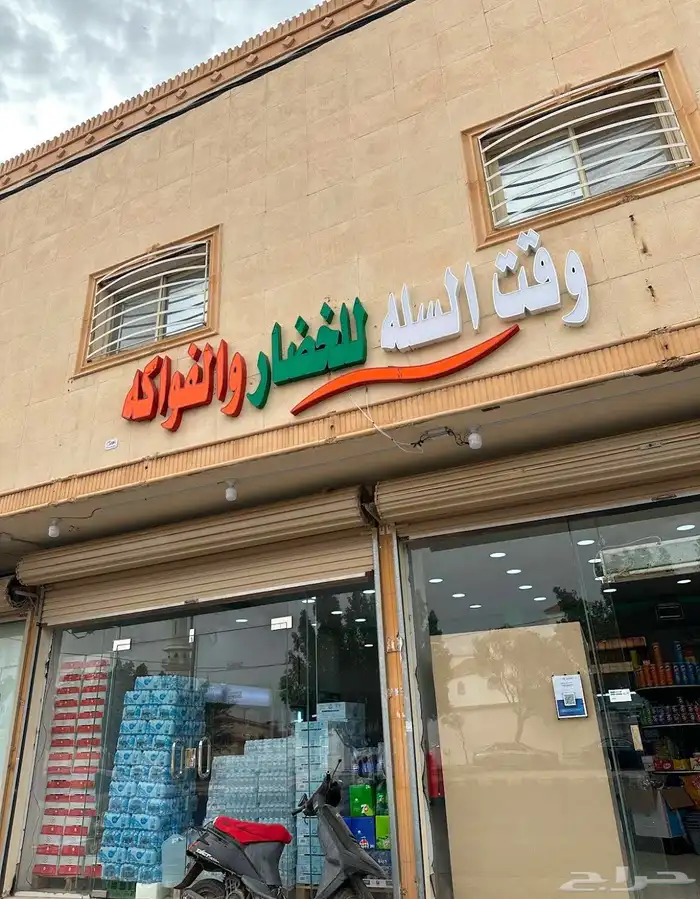 وقت السله للخضار والفواكه
حراج